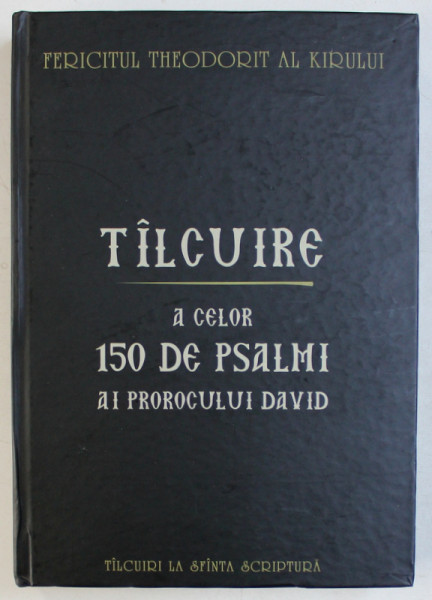 FERICITUL THEODORIT AL KIRULUI
TÎLCUIRE
A CELOR
150 DE PSALMI
AI PROROCULUI DAVID
TÎLCUIRI LA SFÎNTA SCRIPTURĂ